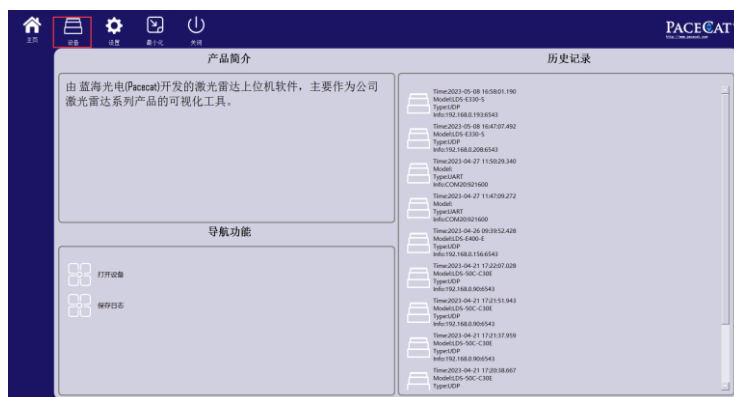 主页
设备
设置
最小化
关闭
PACECAT
产品简介
由 蓝海光电(Pacecat)开发的激光雷达上位机软件，主要作为公司
激光雷达系列产品的可视化工具。
导航功能
打开设备
保存日志
历史记录
Time:2023-05-08 16:58:01.190
Model:LDS-E330-S
Type:UDP
Info:192.168.0.193:6543
Time:2023-05-08 16:47:07.492
Model:LDS-E330-S
Type:UDP
Info:192.168.0.208:6543
Time:2023-04-27 11:50:29.340
Model:
Type:UART
Info:COM20:921600
Time:2023-04-27 11:47:09.272
Model:
Type:UART
Info:COM20:921600
Time:2023-04-26 09:39:52.428
Model:LDS-E400-E
Type:UDP
Info:192.168.0.156:6543
Time:2023-04-21 17:22:07.028
Model:LDS-50C-C30E
Type:UDP
Info:192.168.0.90:6543
Time:2023-04-21 17:21:51.943
Model:LDS-50C-C30E
Type:UDP
Info:192.168.0.90:6543
Time:2023-04-21 17:21:37.959
Model:LDS-50C-C30E
Type:UDP
Info:192.168.0.90:6543
Time:2023-04-21 17:20:38.667
Model:LDS-50C-C30E
Type:UDP